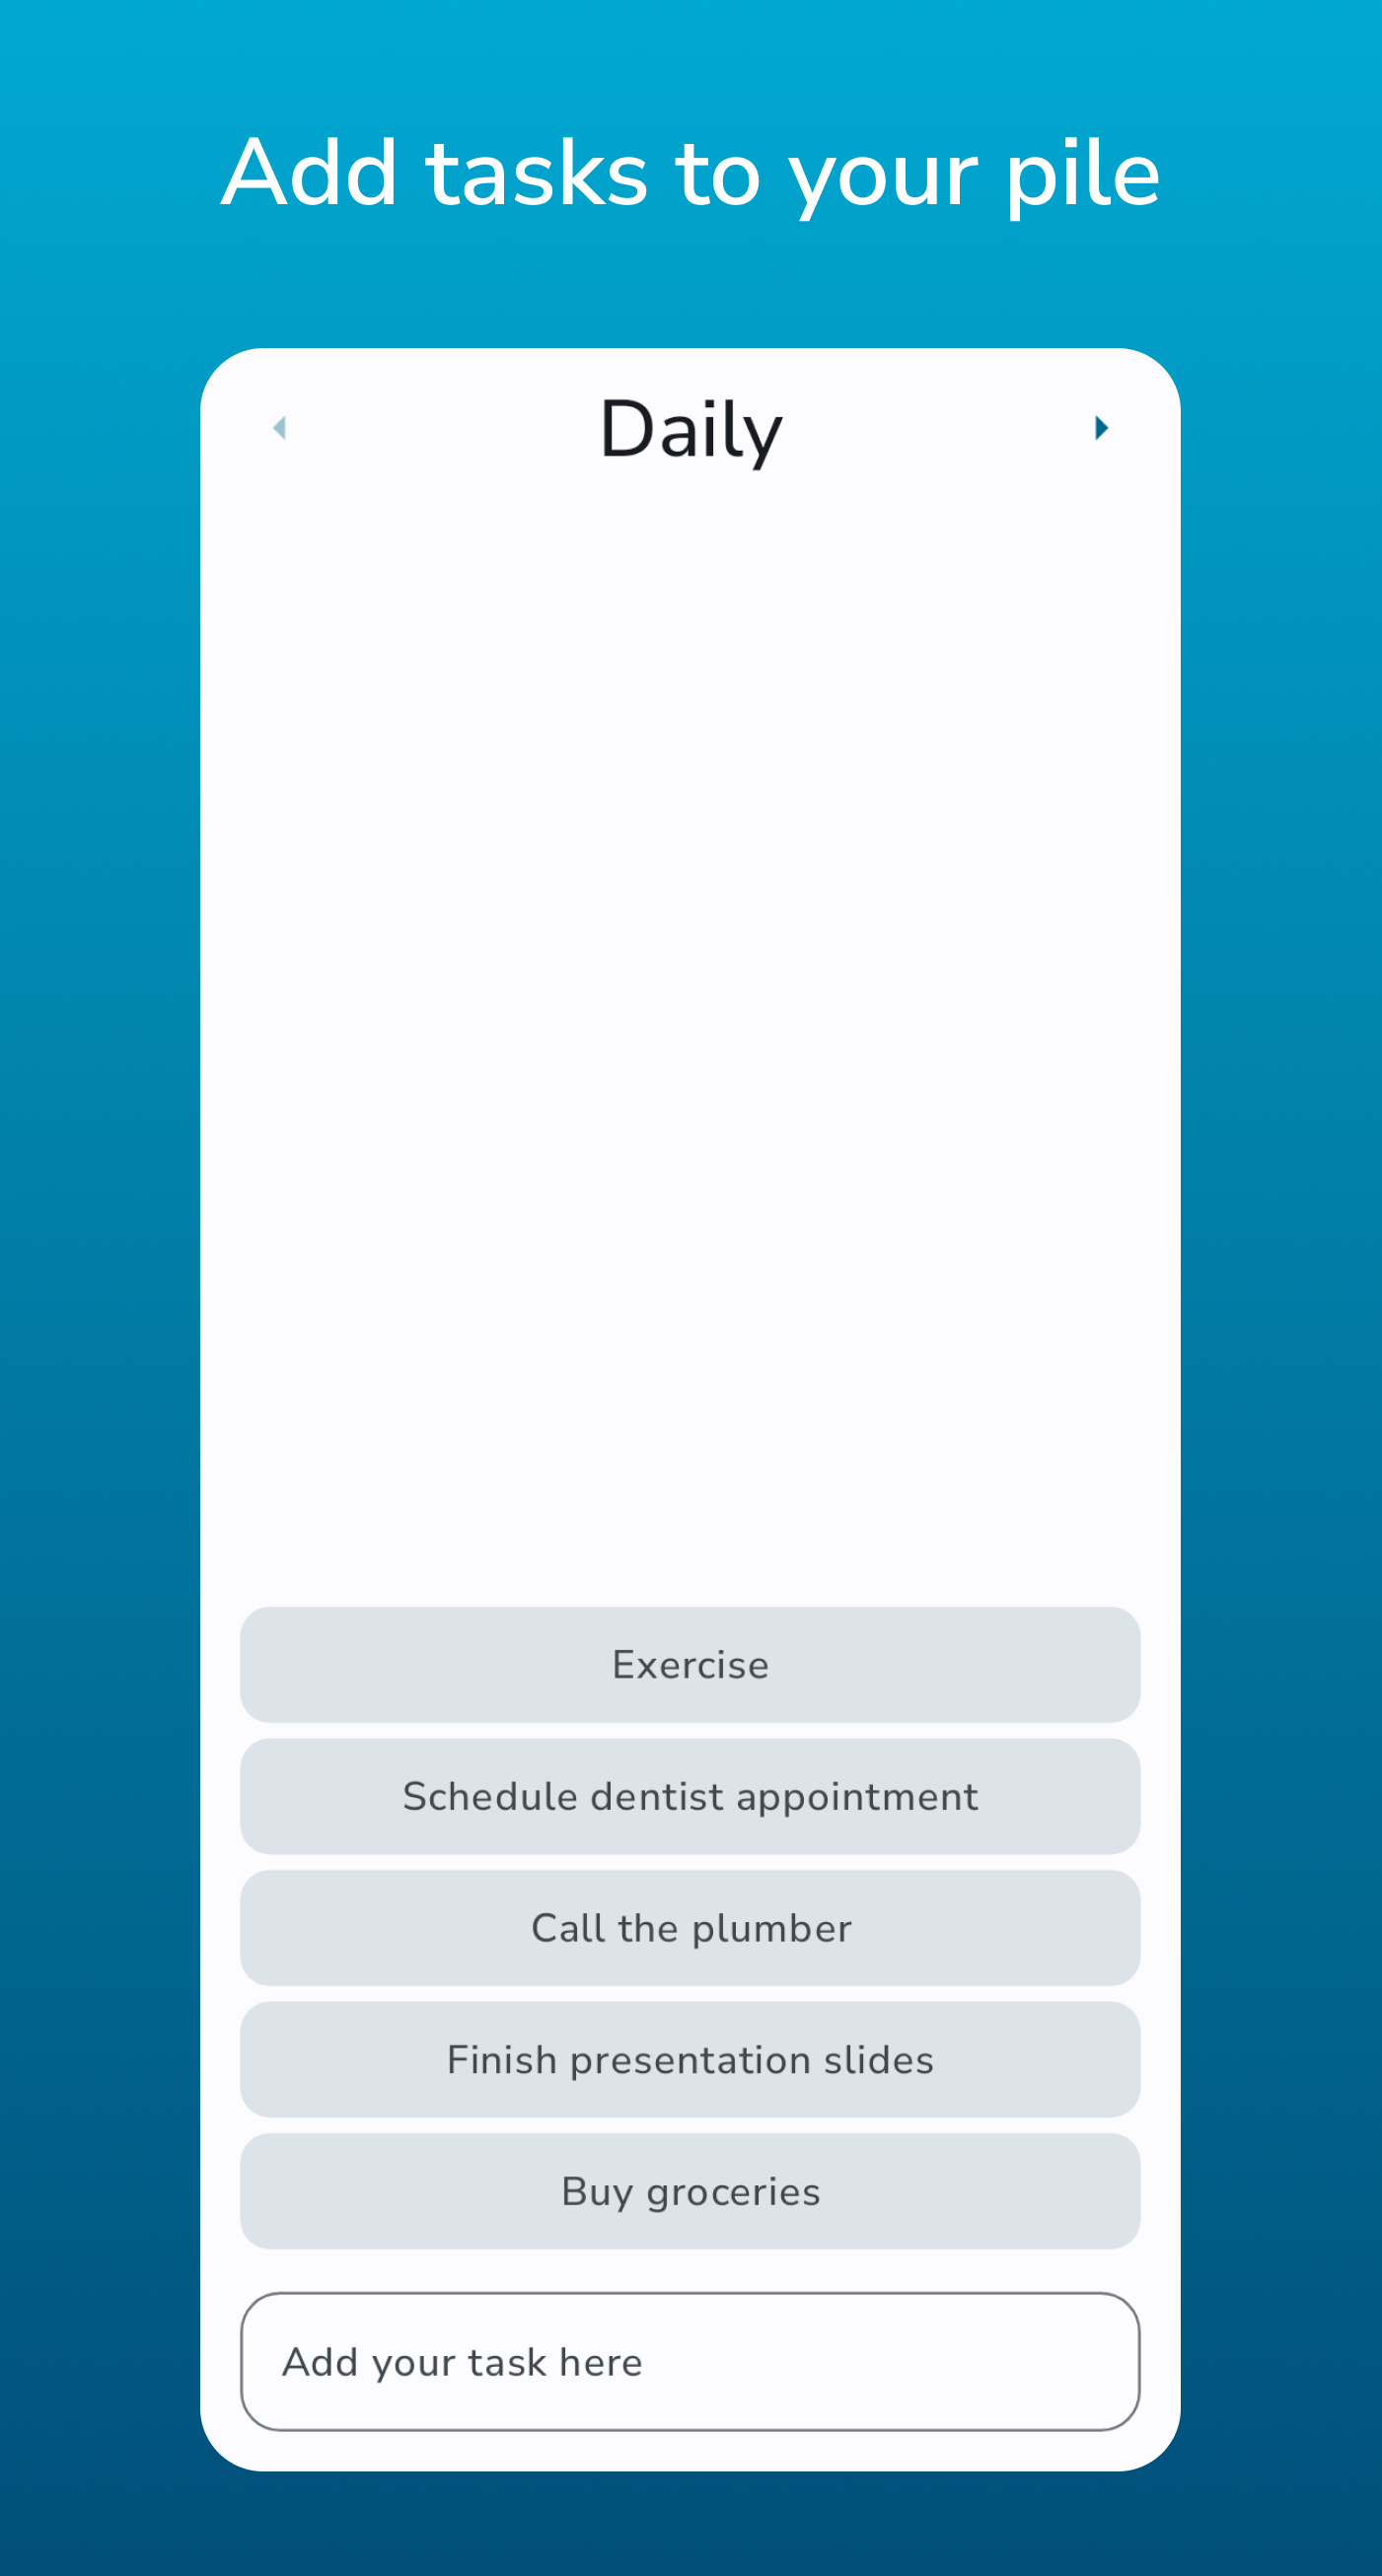 Add tasks to your pile
Daily
Exercise
Schedule dentist appointment
Call the plumber
Finish presentation slides
Buy groceries
Add your task here